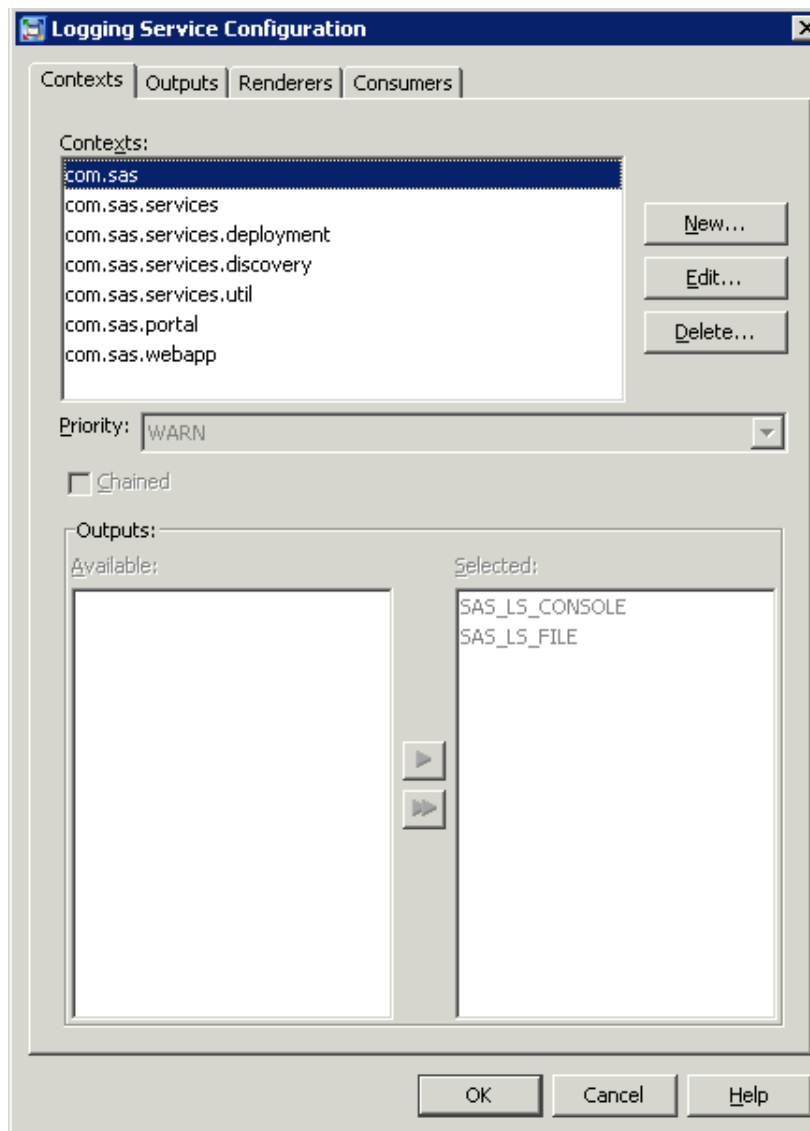 Logging Service Configuration
Contexts Outputs Renderers Consumers
Contexts:
com.sas
com.sas.services
com.sas.services.deployment
com.sas.services.discovery
com.sas.services.util
com.sas.portal
com.sas.webapp
New...
Edit...
Delete...
Priority: WARN
Chained
Outputs:
Available: Selected:
SAS_LS_CONSOLE
SAS_LS_FILE
OK Cancel Help